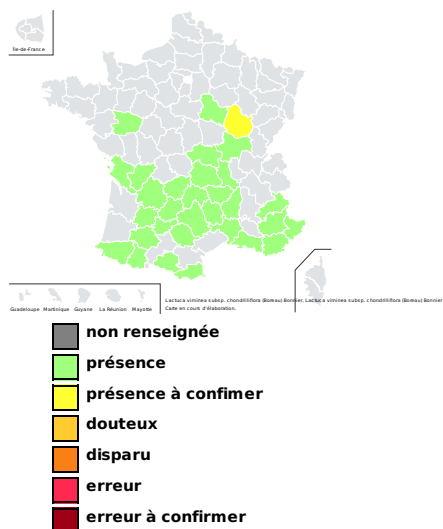 Île-de-France
Guadeloupe Martinique Guyane La Réunion Mayotte
Lactuca viminea subsp. chondrilliflora (Boreau) Bonnier, Lactuca viminea subsp. chondrilliflora (Boreau) Bonnier
Carte en cours d'élaboration.
non renseignée
présence
présence à confimer
douteux
disparu
erreur
erreur à confirmer